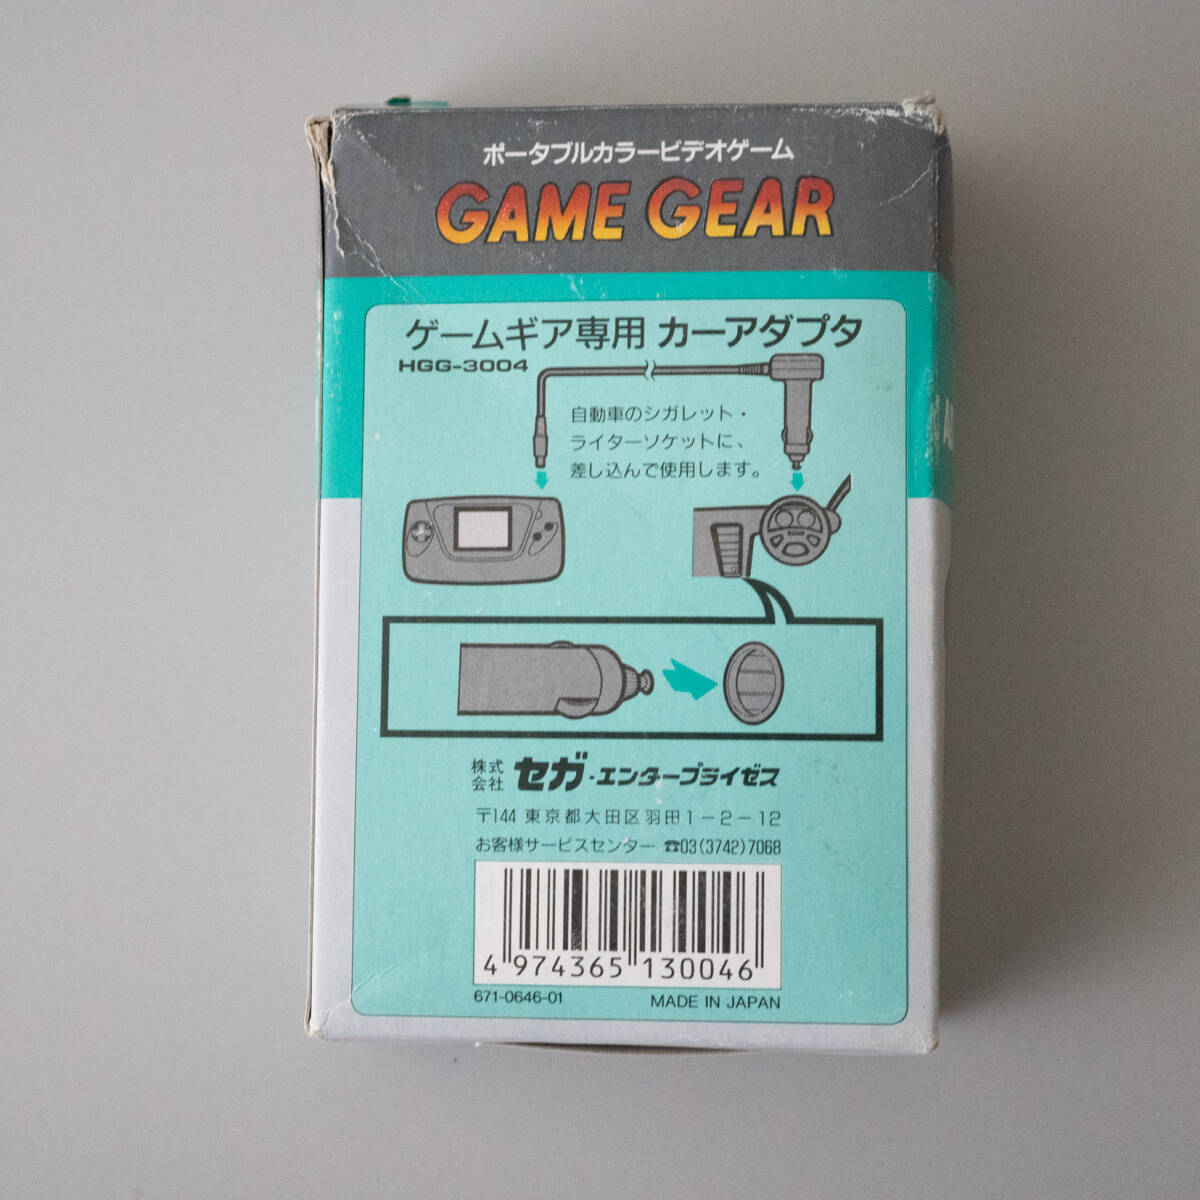 ポータブルカラービデオゲーム
GAME GEAR
ゲームギア専用 カーアダプタ
HGG-3004
自動車のシガレット・
ライターソケットに、
差し込んで使用します。
株式会社 セガ・エンタープライゼス
〒144 東京都大田区羽田1-2-12
お客様サービスセンター ☎03(3742)7068
4 974365 130046
671-0646-01 MADE IN JAPAN